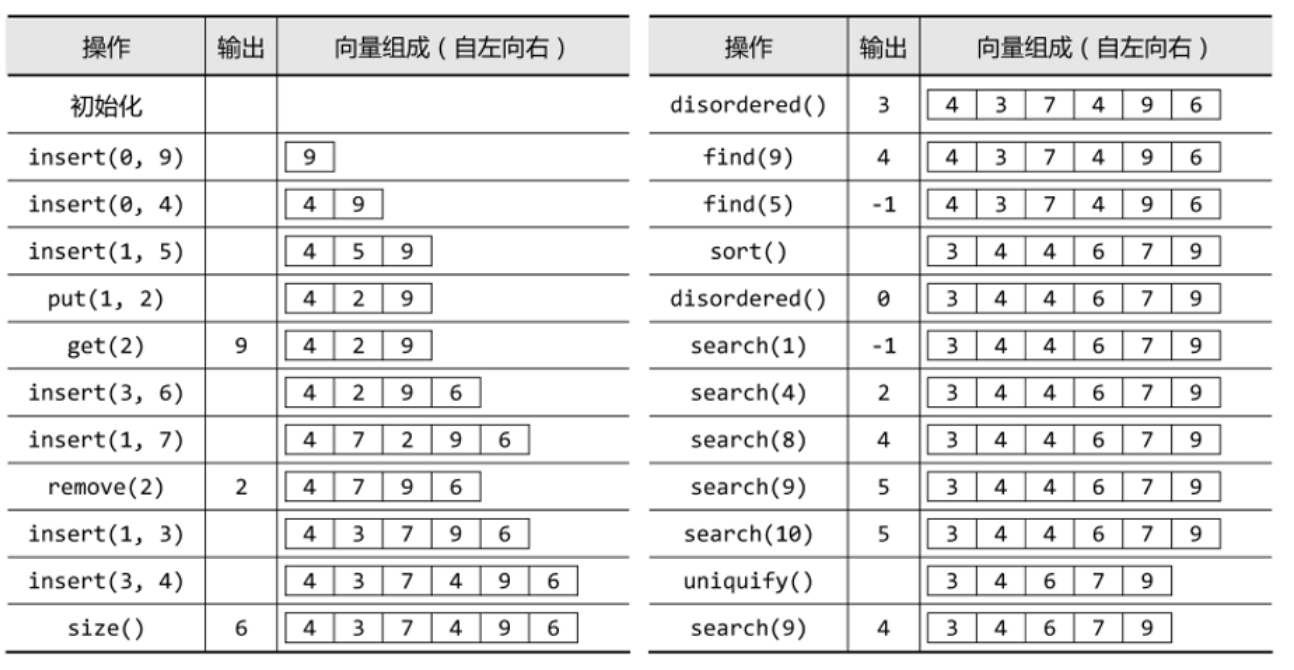 操作 输出 向量组成（自左向右）
初始化
insert(0, 9) 9
insert(0, 4) 4 9
insert(1, 5) 4 5 9
put(1, 2) 4 2 9
get(2) 9 4 2 9
insert(3, 6) 4 2 9 6
insert(1, 7) 4 7 2 9 6
remove(2) 2 4 7 9 6
insert(1, 3) 4 3 7 9 6
insert(3, 4) 4 3 7 4 9 6
size() 6 4 3 7 4 9 6
操作 输出 向量组成（自左向右）
disordered() 3 4 3 7 4 9 6
find(9) 4 4 3 7 4 9 6
find(5) -1 4 3 7 4 9 6
sort() 3 4 4 6 7 9
disordered() 0 3 4 4 6 7 9
search(1) -1 3 4 4 6 7 9
search(4) 2 3 4 4 6 7 9
search(8) 4 3 4 4 6 7 9
search(9) 5 3 4 4 6 7 9
search(10) 5 3 4 4 6 7 9
uniquify() 3 4 6 7 9
search(9) 4 3 4 6 7 9